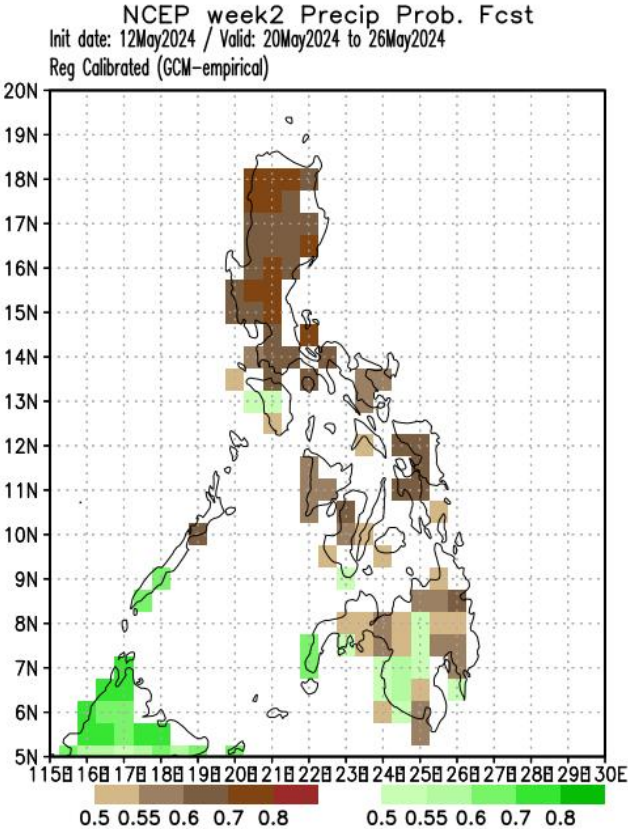 NCEP week2 Precip Prob. Fcst
Init date: 12May2024 / Valid: 20May2024 to 26May2024
Reg Calibrated (GCM-empirical)
20N
19N
18N
17N
16N
15N
14N
13N
12N
11N
10N
9N
8N
7N
6N
5N
115E 116E 117E 118E 119E 120E 121E 122E 123E 124E 125E 126E 127E 128E 129E 130E
0.5 0.55 0.6 0.7 0.8 0.5 0.55 0.6 0.7 0.8